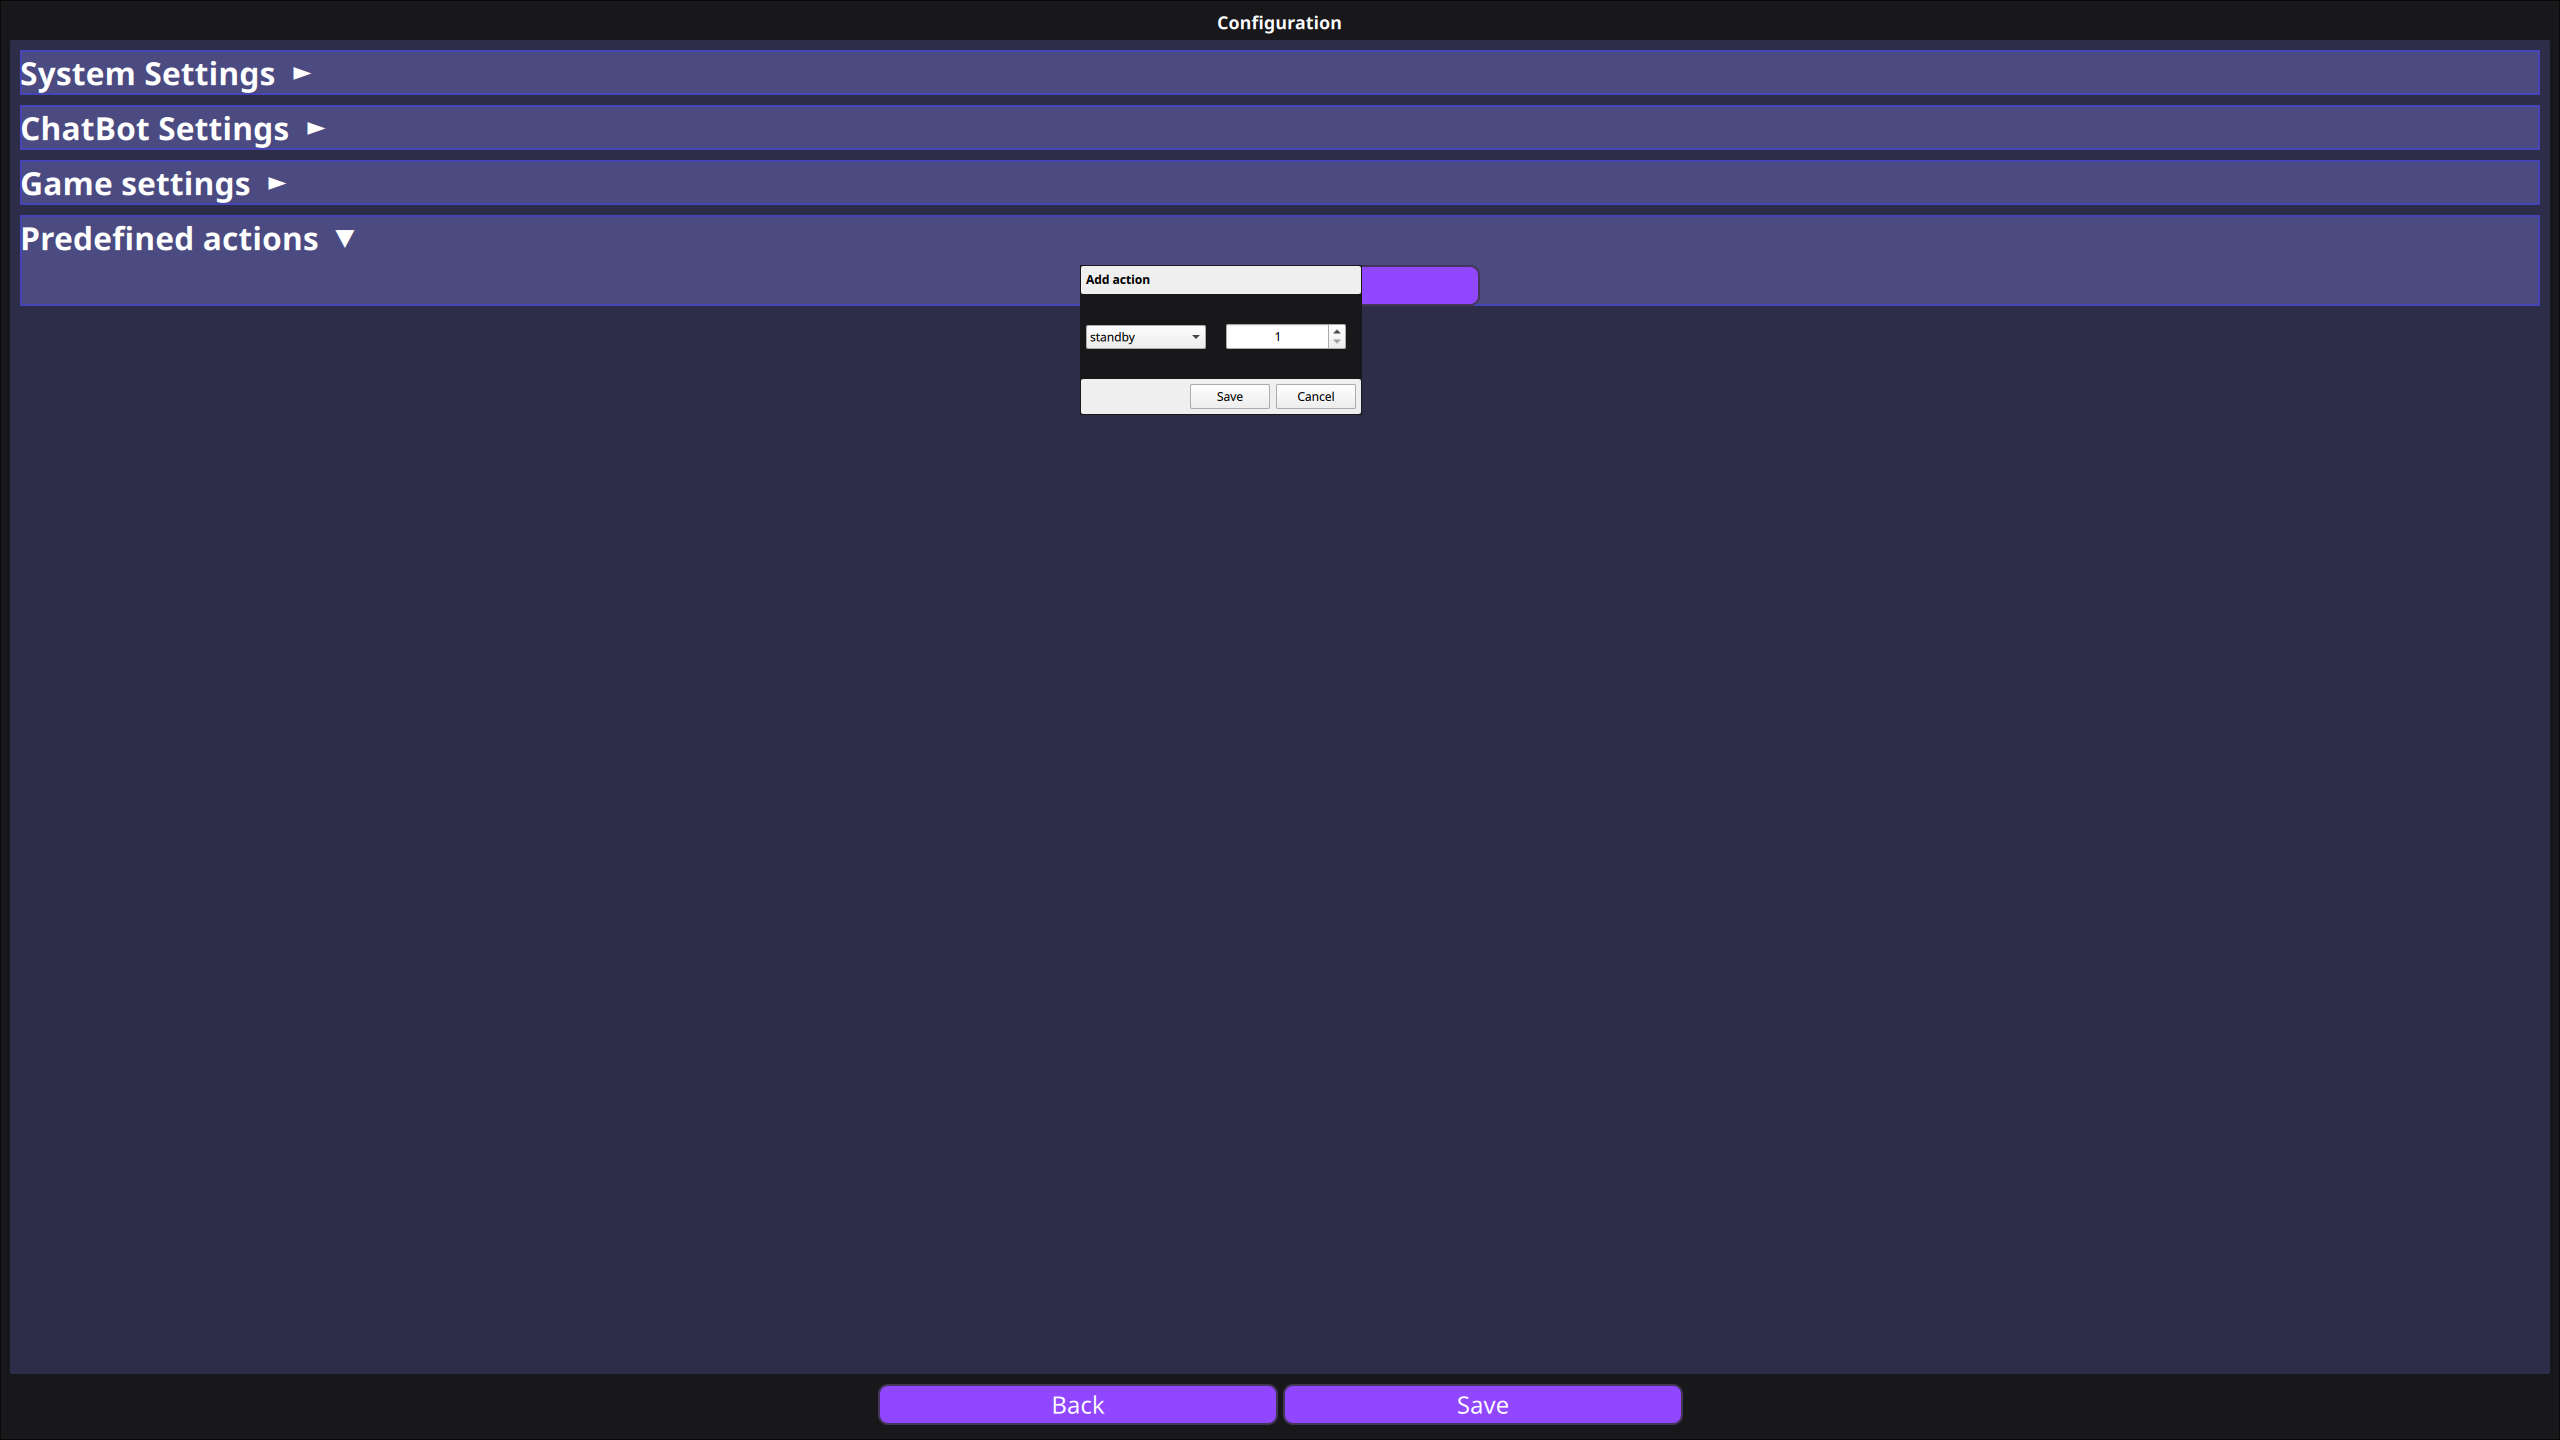 Configuration
System Settings ►
ChatBot Settings ►
Game settings ►
Predefined actions ▼
Add action
standby 1
Save Cancel
Back Save